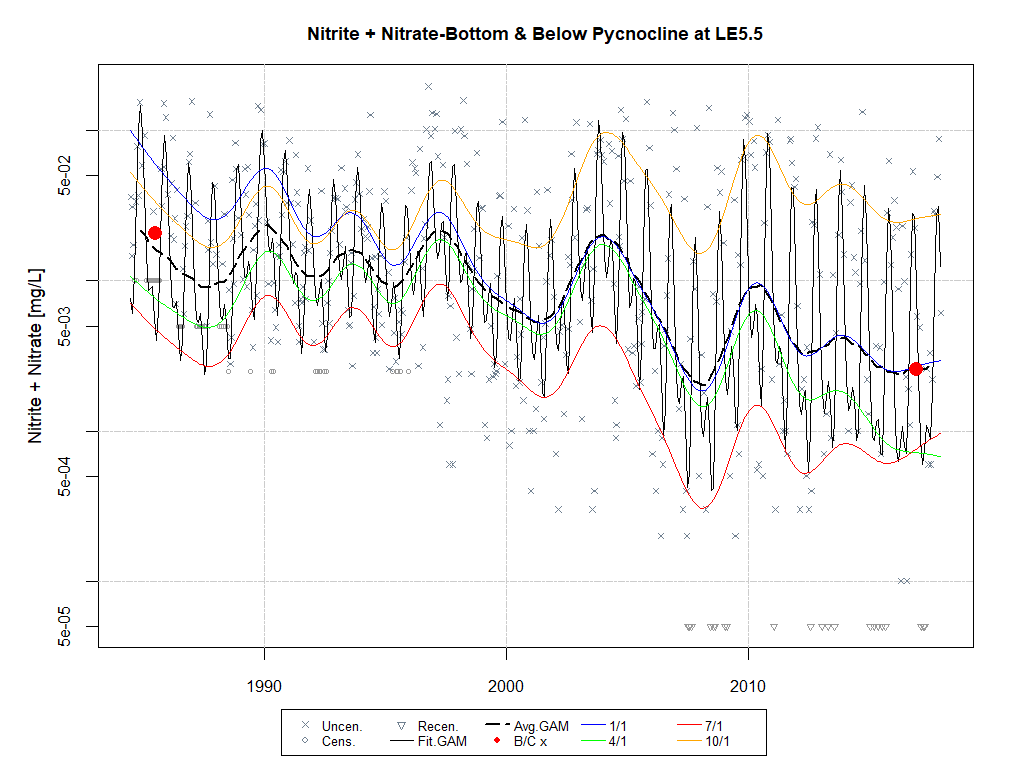 Nitrite + Nitrate-Bottom & Below Pycnocline at LE5.5
Nitrite + Nitrate [mg/L]
5e-02
5e-03
5e-04
5e-05
1990 2000 2010
Uncen. Recen. Avg.GAM 1/1 7/1
Cens. Fit.GAM B/C x 4/1 10/1